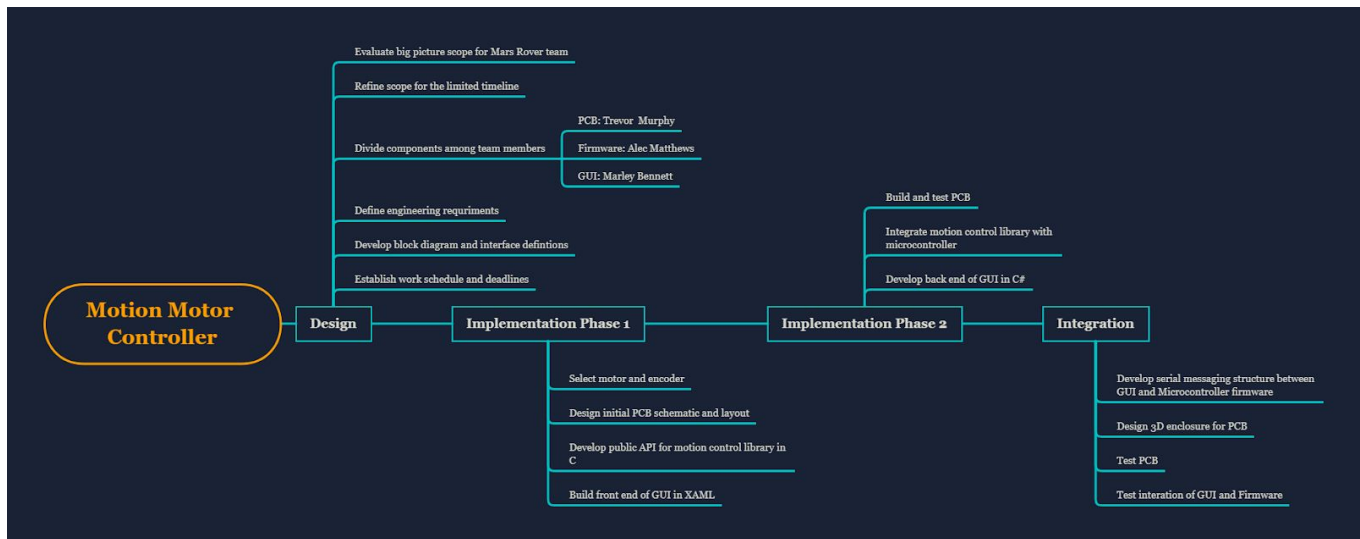 Evaluate big picture scope for Mars Rover team
Refine scope for the limited timeline
Divide components among team members
PCB: Trevor Murphy
Firmware: Alec Matthews
GUI: Marley Bennett
Define engineering requriments
Develop block diagram and interface defintions
Establish work schedule and deadlines
Motion Motor
Controller
Design
Implementation Phase 1
Select motor and encoder
Design initial PCB schematic and layout
Develop public API for motion control library in
C
Build front end of GUI in XAML
Build and test PCB
Integrate motion control library with
microcontroller
Develop back end of GUI in C#
Implementation Phase 2
Integration
Develop serial messaging structure between
GUI and Microcontroller firmware
Design 3D enclosure for PCB
Test PCB
Test interation of GUI and Firmware